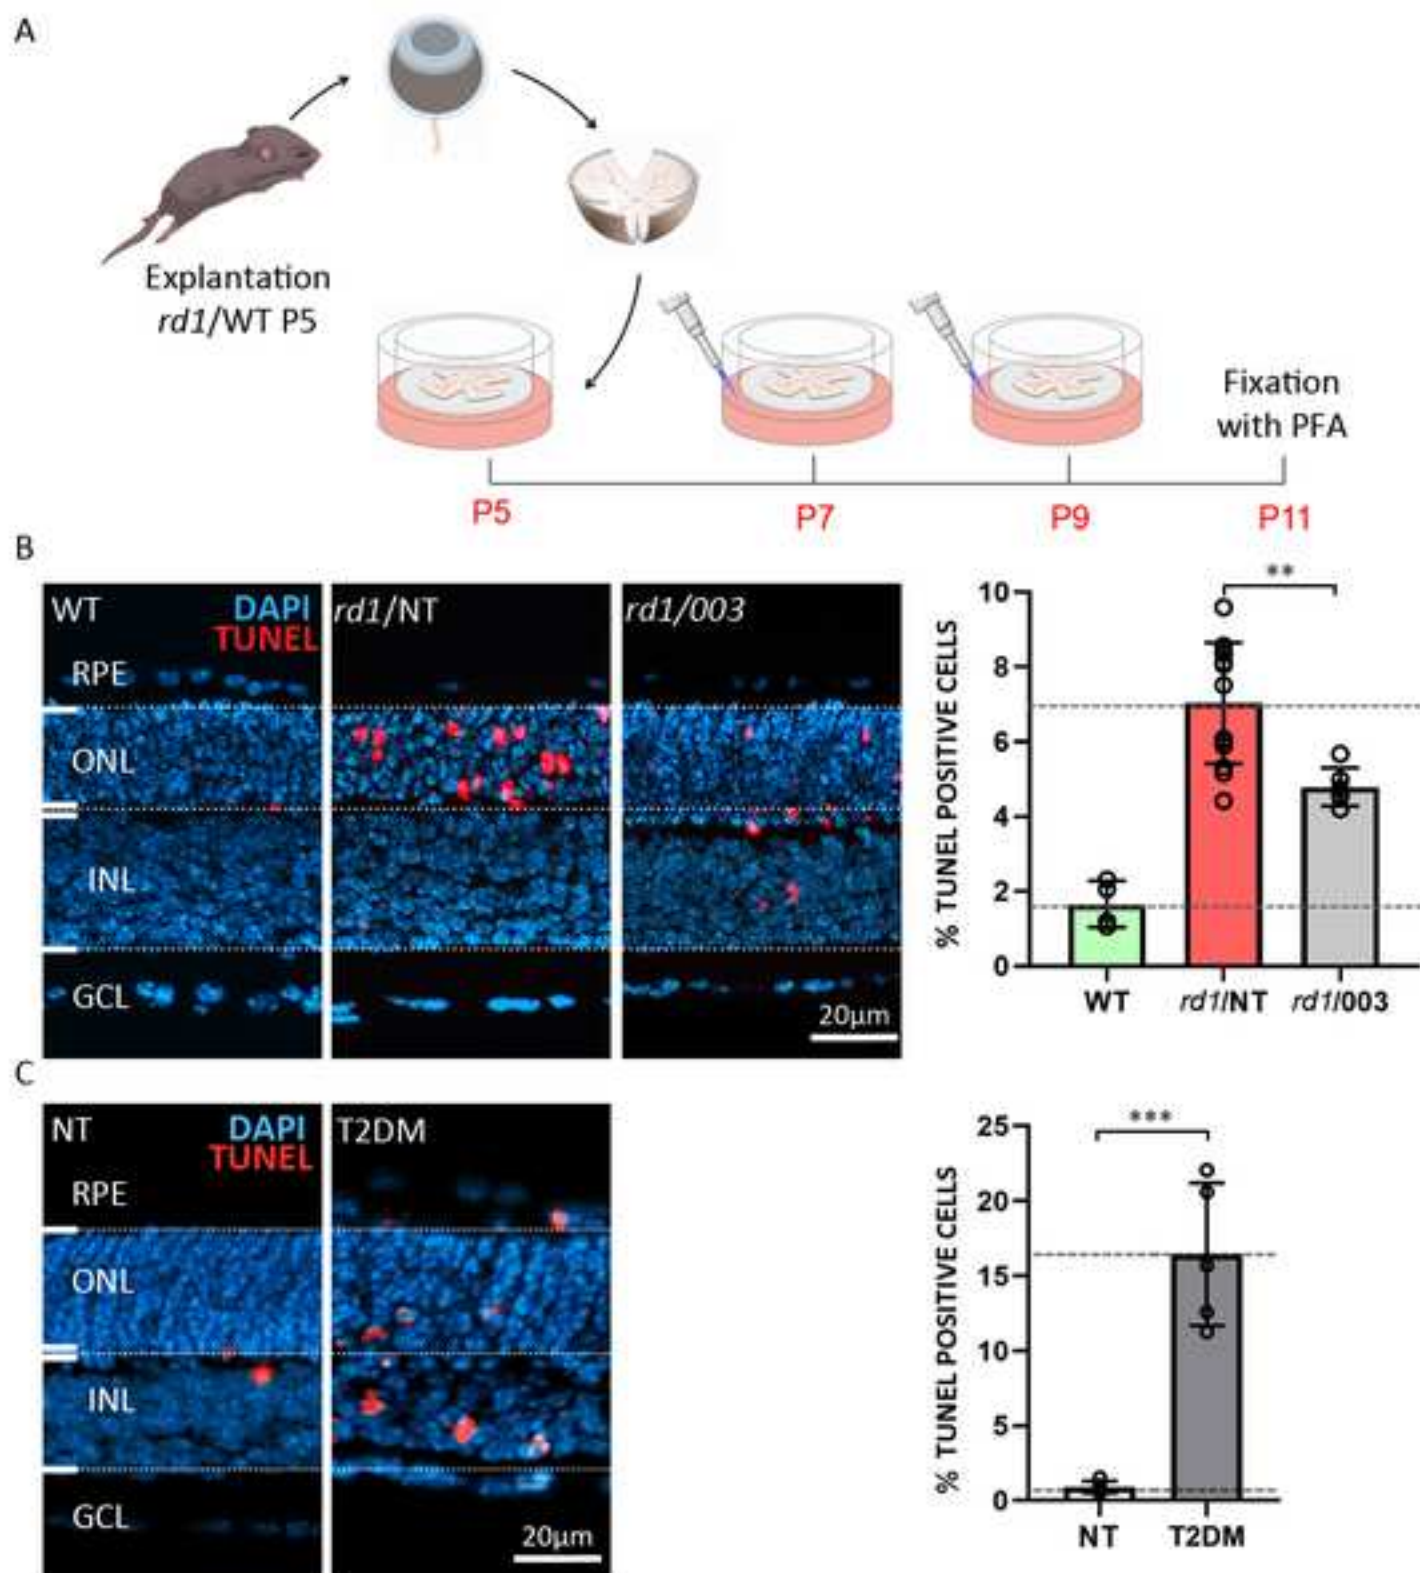 A
Explantation
rd1/WT P5
Fixation
with PFA
P5
P7
P9
P11
B
WT
DAPI
TUNEL
rd1/NT
rd1/003
RPE
ONL
INL
GCL
20µm
**
% TUNEL POSITIVE CELLS
10
8
6
4
2
0
WT
rd1/NT
rd1/003
C
NT
DAPI
TUNEL
T2DM
RPE
ONL
INL
GCL
20µm
***
% TUNEL POSITIVE CELLS
25
20
15
10
5
0
NT
T2DM